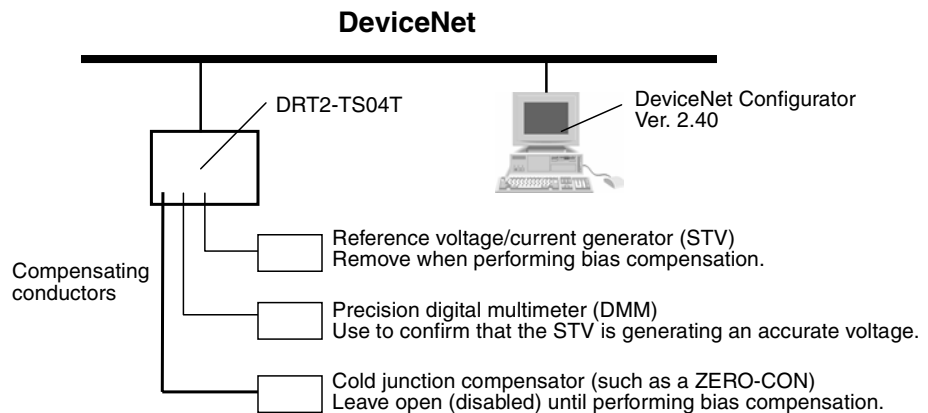 DeviceNet
DRT2-TS04T
DeviceNet Configurator
Ver. 2.40
Reference voltage/current generator (STV)
Remove when performing bias compensation.
Compensating
conductors
Precision digital multimeter (DMM)
Use to confirm that the STV is generating an accurate voltage.
Cold junction compensator (such as a ZERO-CON)
Leave open (disabled) until performing bias compensation.